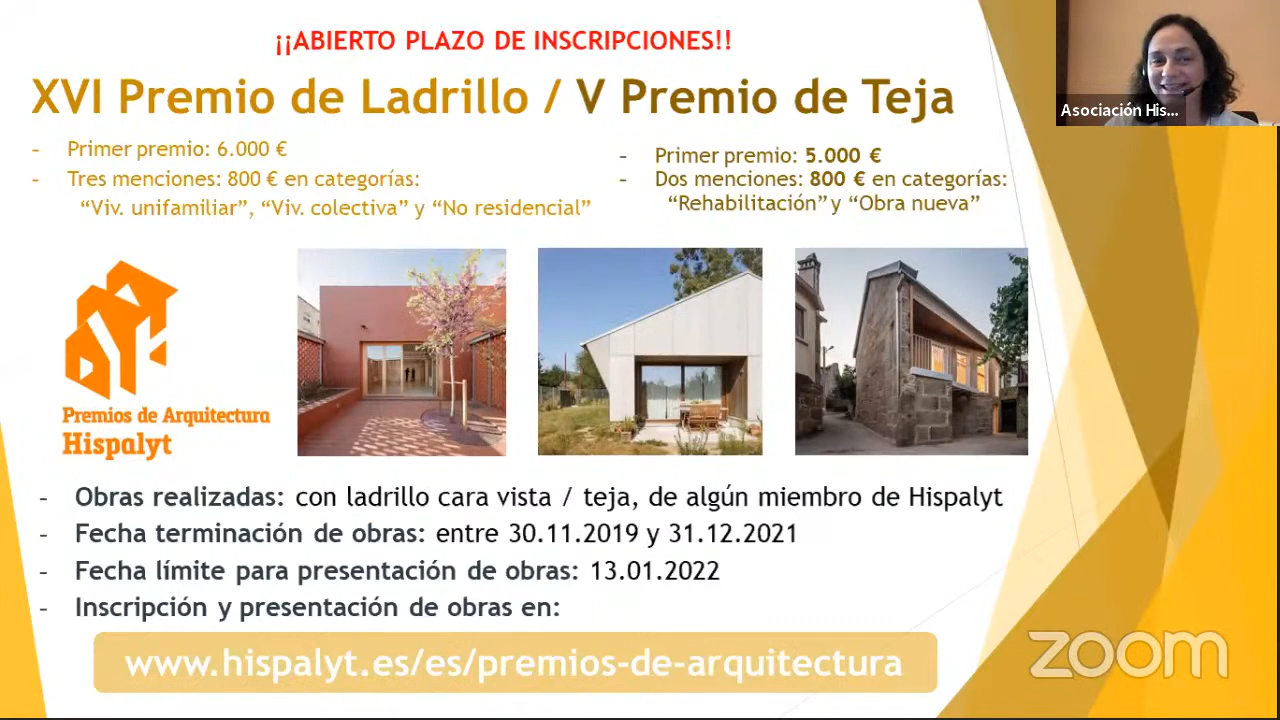 ¡¡ABIERTO PLAZO DE INSCRIPCIONES!!
XVI Premio de Ladrillo / V Premio de Teja
- Primer premio: 6.000 €
- Tres menciones: 800 € en categorías:
“Viv. unifamiliar”, “Viv. colectiva” y “No residencial”
- Primer premio: 5.000 €
- Dos menciones: 800 € en categorías:
“Rehabilitación” y “Obra nueva”
Asociación His...
Premios de Arquitectura
Hispalyt
- Obras realizadas: con ladrillo cara vista / teja, de algún miembro de Hispalyt
- Fecha terminación de obras: entre 30.11.2019 y 31.12.2021
- Fecha límite para presentación de obras: 13.01.2022
- Inscripción y presentación de obras en:
www.hispalyt.es/es/premios-de-arquitectura
zoom